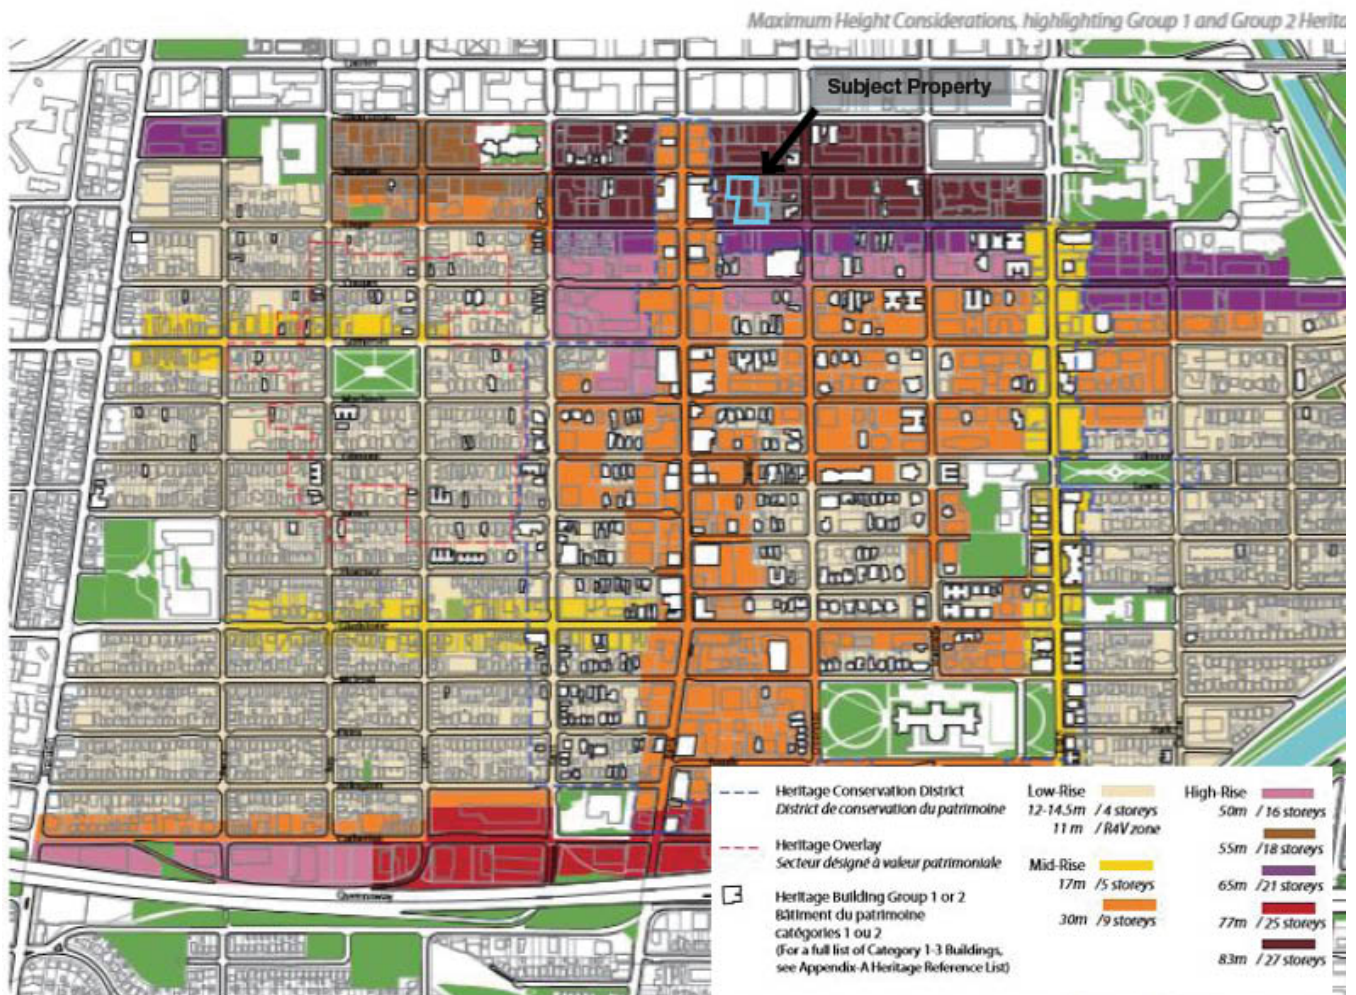 Maximum Height Considerations, highlighting Group 1 and Group 2 Herita
Subject Property
Queensway
Heritage Conservation District
District de conservation du patrimoine
Heritage Overlay
Secteur désigné à valeur patrimoniale
Heritage Building Group 1 or 2
Bâtiment du patrimoine
catégories 1 ou 2
(For a full list of Category 1-3 Buildings,
see Appendix-A Heritage Reference List)
Low-Rise
12-14.5m / 4 storeys
11 m / R4V zone
Mid-Rise
17m / 5 storeys
30m / 9 storeys
High-Rise
50m / 16 storeys
55m / 18 storeys
65m / 21 storeys
77m / 25 storeys
83m / 27 storeys